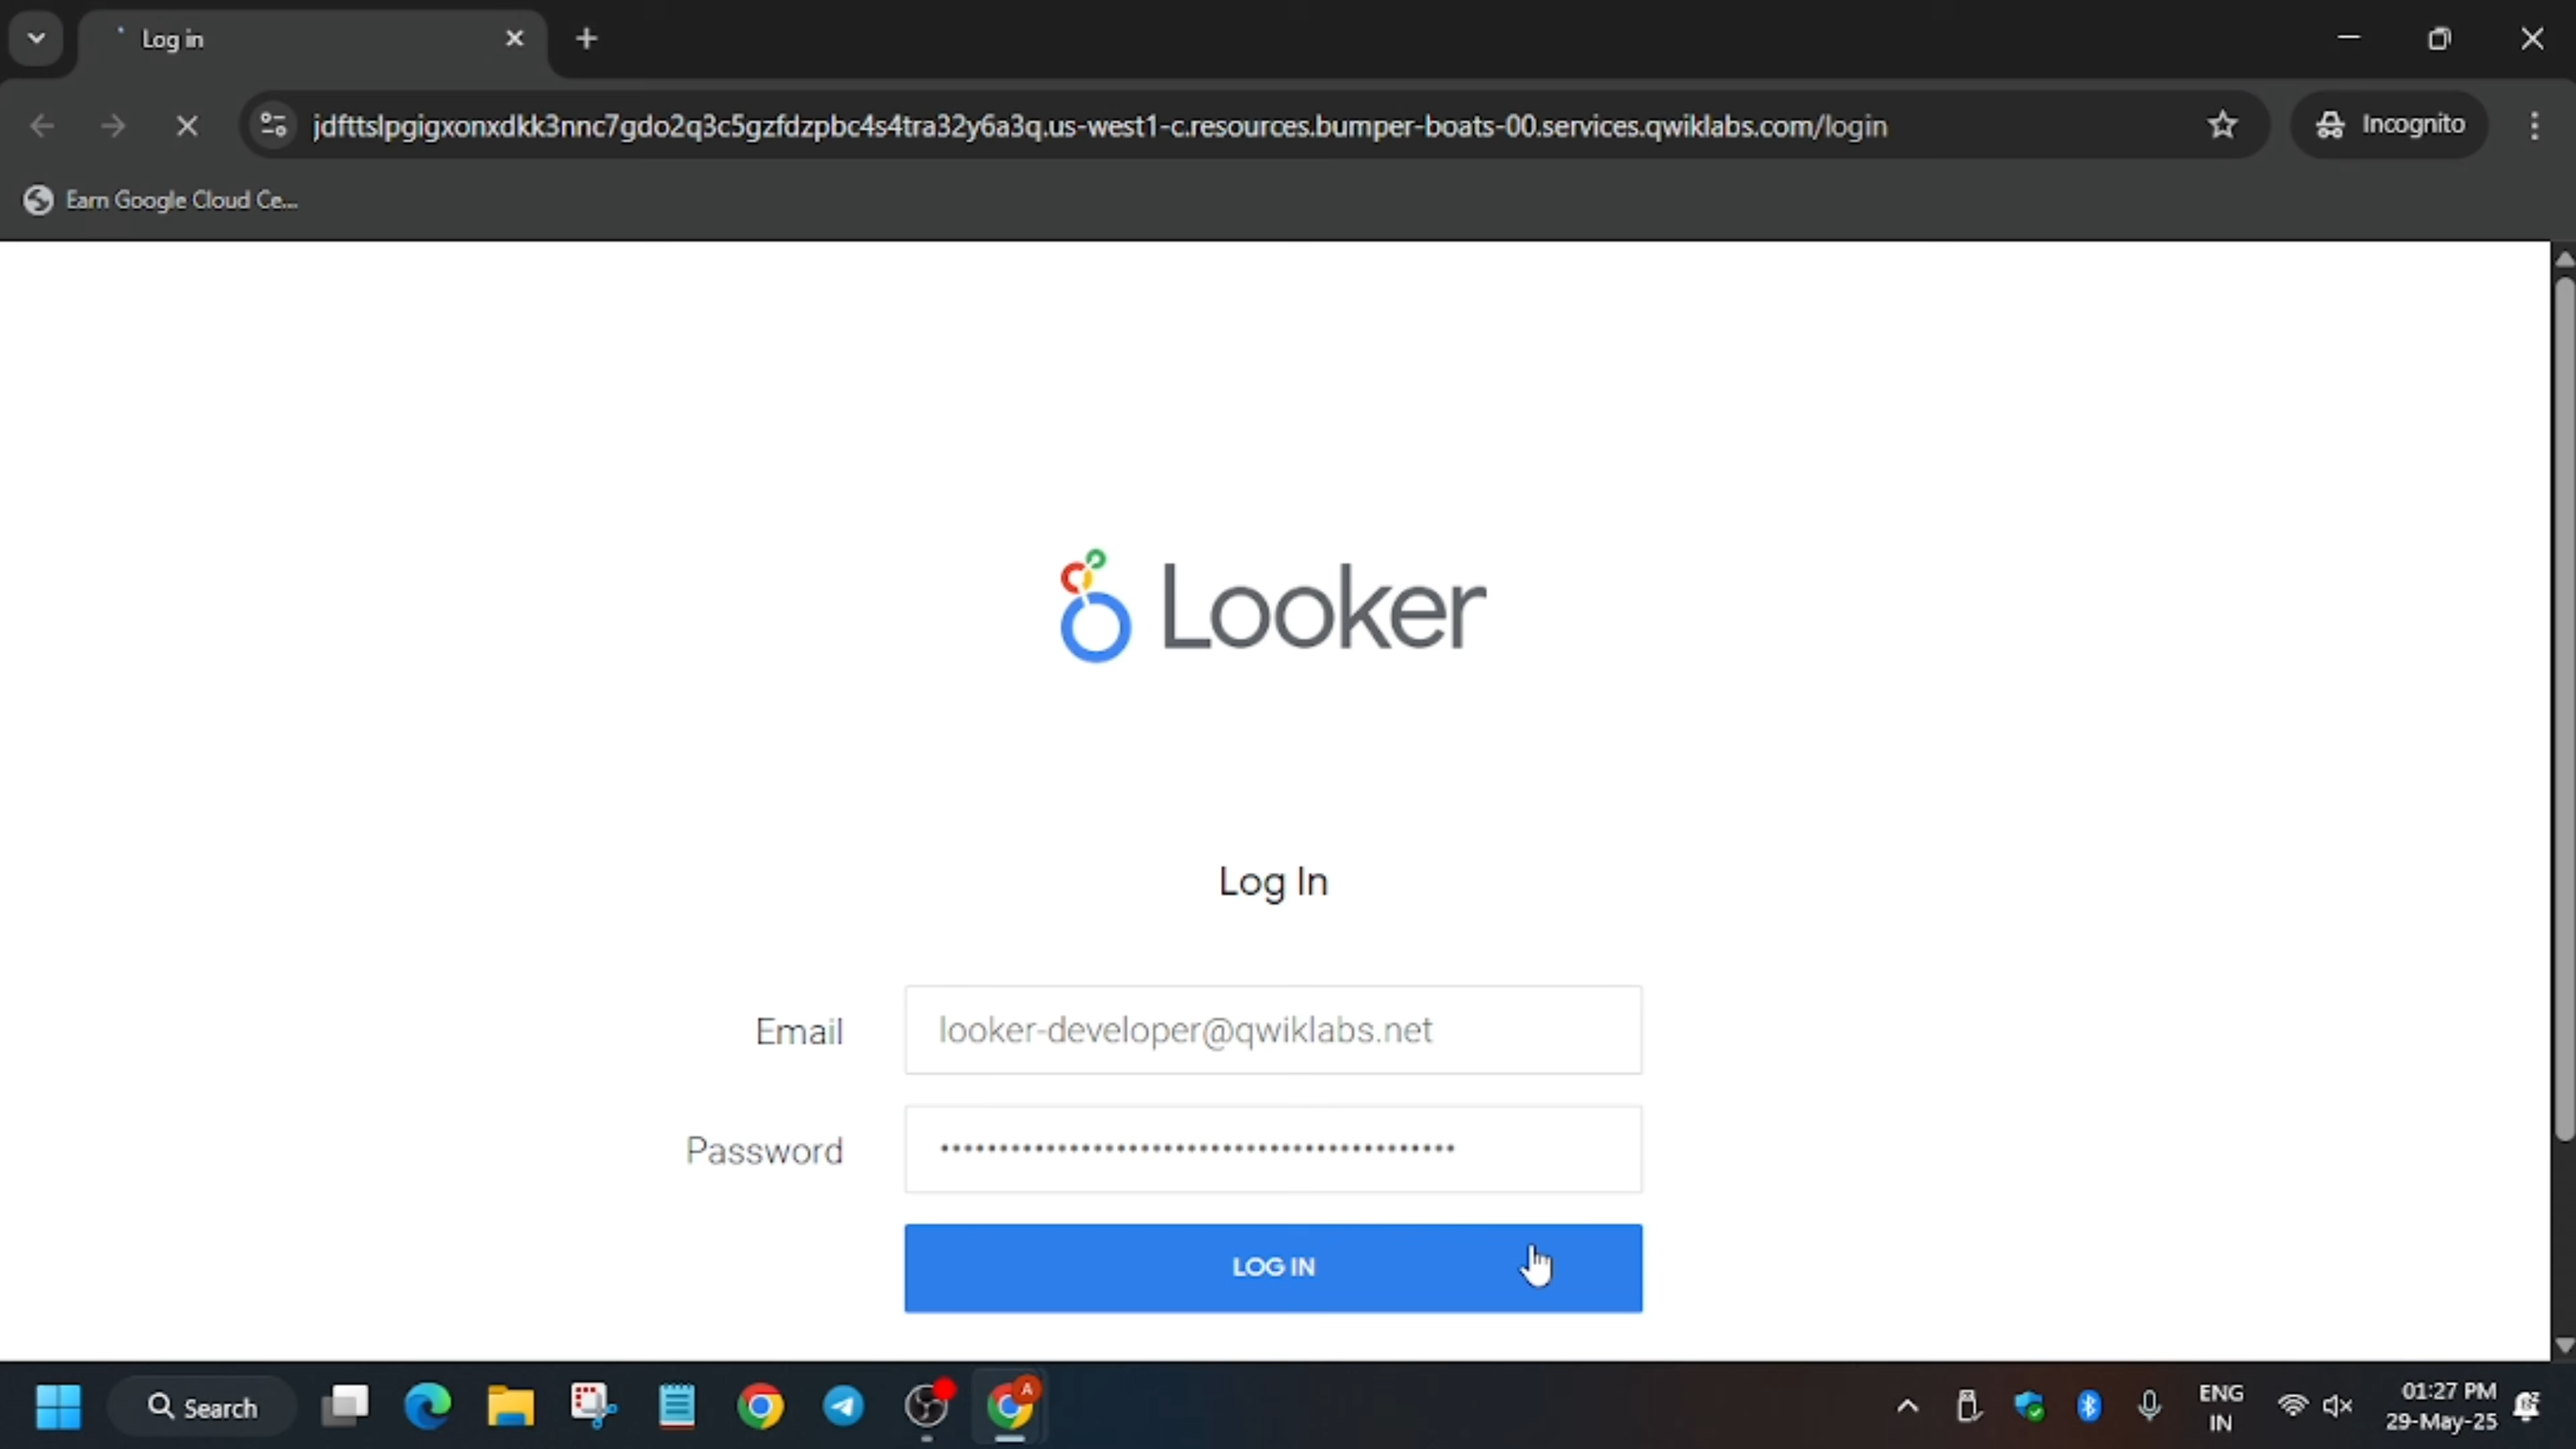 Log in
jdfttslpgigxonxdkk3nnc7gdo2q3c5gzfdzpbc4s4tra32y6a3q.us-west1-c.resources.bumper-boats-00.services.qwiklabs.com/login
Incognito
Earn Google Cloud Ce...
Looker
Log In
Email
looker-developer@qwiklabs.net
Password
LOG IN
Search
A
ENG
IN
01:27 PM
29-May-25